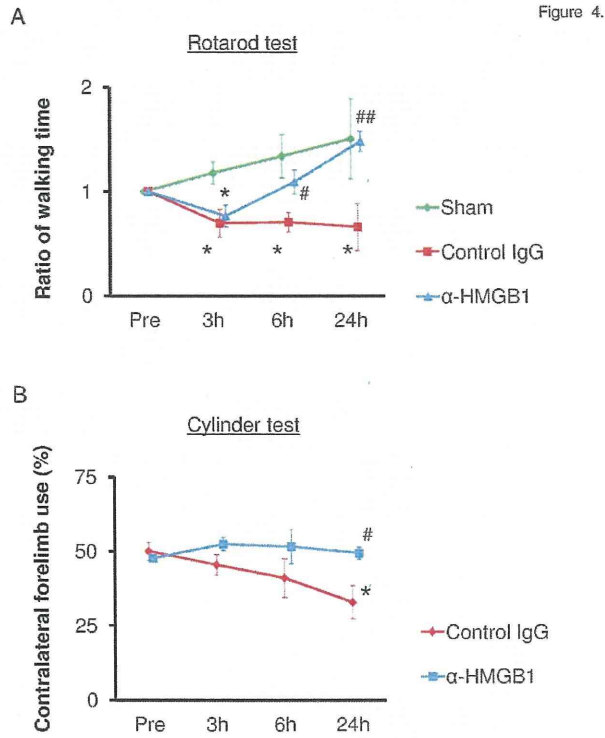 Figure 4.
A
Rotarod test
Ratio of walking time
2
1
0
*
#
##
* * *
Pre 3h 6h 24h
Sham
Control IgG
α-HMGB1
B
Cylinder test
Contralateral forelimb use (%)
75
50
25
0
#
*
Pre 3h 6h 24h
Control IgG
α-HMGB1